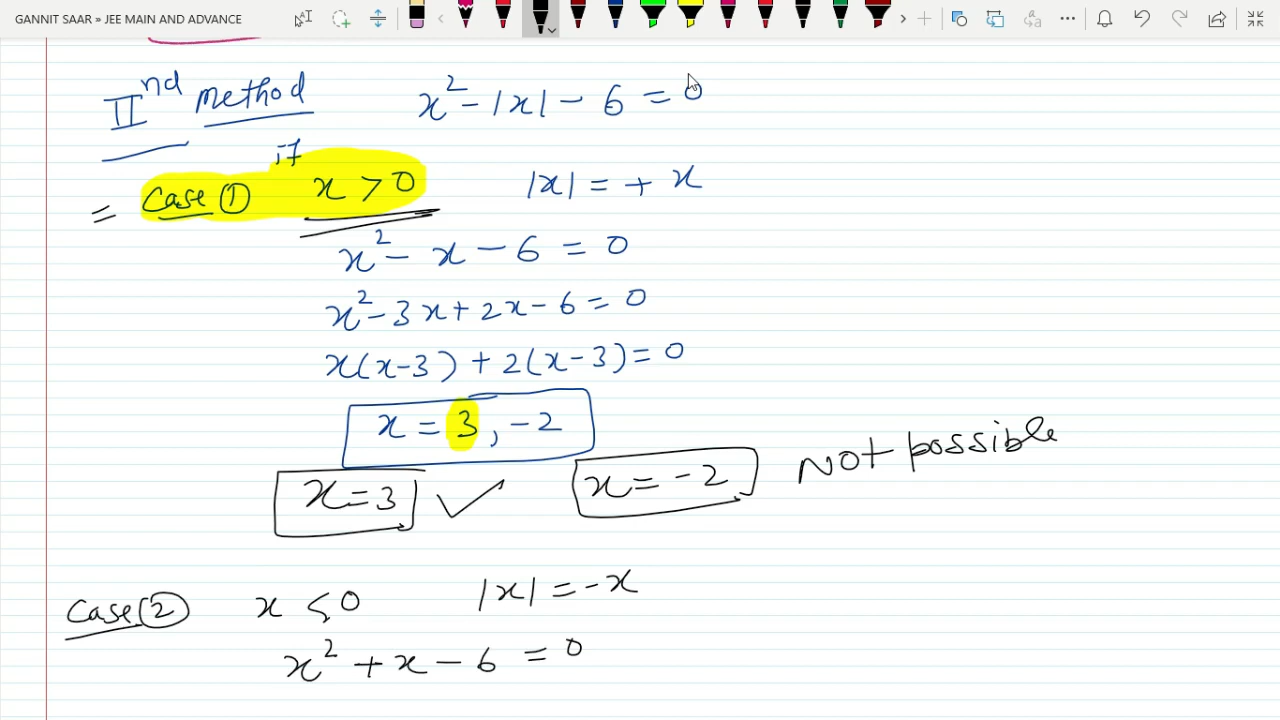 GANNIT SAAR » JEE MAIN AND ADVANCE
IInd method x² - |x| - 6 = 0
= Case ① if x > 0 |x| = + x
x² - x - 6 = 0
x² - 3x + 2x - 6 = 0
x(x-3) + 2(x-3) = 0
x = 3, -2
x = 3 ✓ x = -2 Not possible
Case ② x < 0 |x| = -x
x² + x - 6 = 0